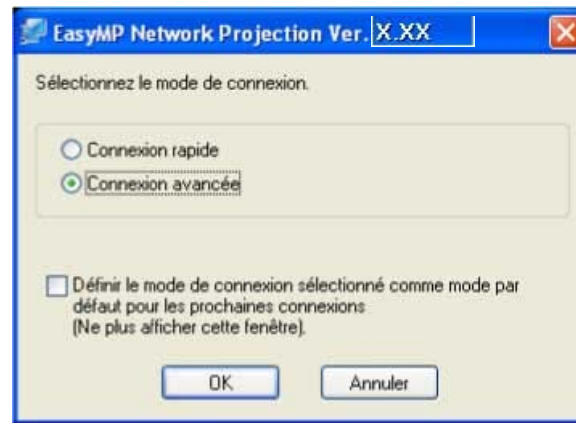 EasyMP Network Projection Ver. X.XX
Sélectionnez le mode de connexion.
Connexion rapide
Connexion avancée
Définir le mode de connexion sélectionné comme mode par
défaut pour les prochaines connexions
(Ne plus afficher cette fenêtre).
OK
Annuler